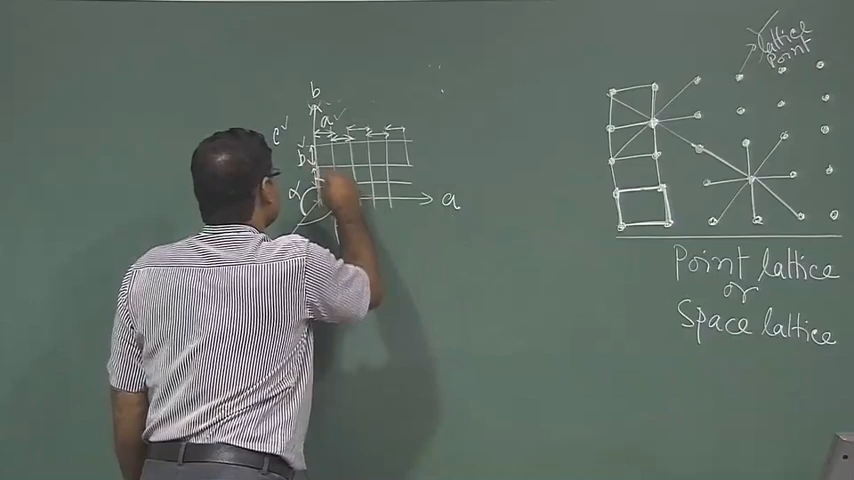 b
a✓
c✓
b✓
α
a
lattice
point
Point lattice
or
Space lattice